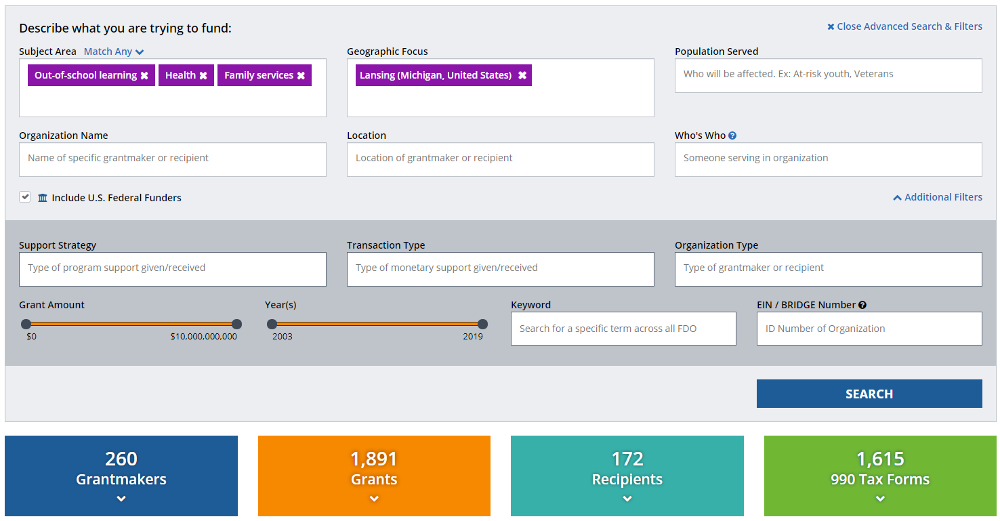 Describe what you are trying to fund:
Close Advanced Search & Filters
Subject Area Match Any
Geographic Focus
Population Served
Out-of-school learning Health Family services
Lansing (Michigan, United States)
Who will be affected. Ex: At-risk youth, Veterans
Organization Name
Location
Who's Who
Name of specific grantmaker or recipient
Location of grantmaker or recipient
Someone serving in organization
Include U.S. Federal Funders
Additional Filters
Support Strategy
Transaction Type
Organization Type
Type of program support given/received
Type of monetary support given/received
Type of grantmaker or recipient
Grant Amount
Year(s)
Keyword
EIN / BRIDGE Number
$0
$10,000,000,000
2003
2019
Search for a specific term across all FDO
ID Number of Organization
SEARCH
260
Grantmakers
1,891
Grants
172
Recipients
1,615
990 Tax Forms